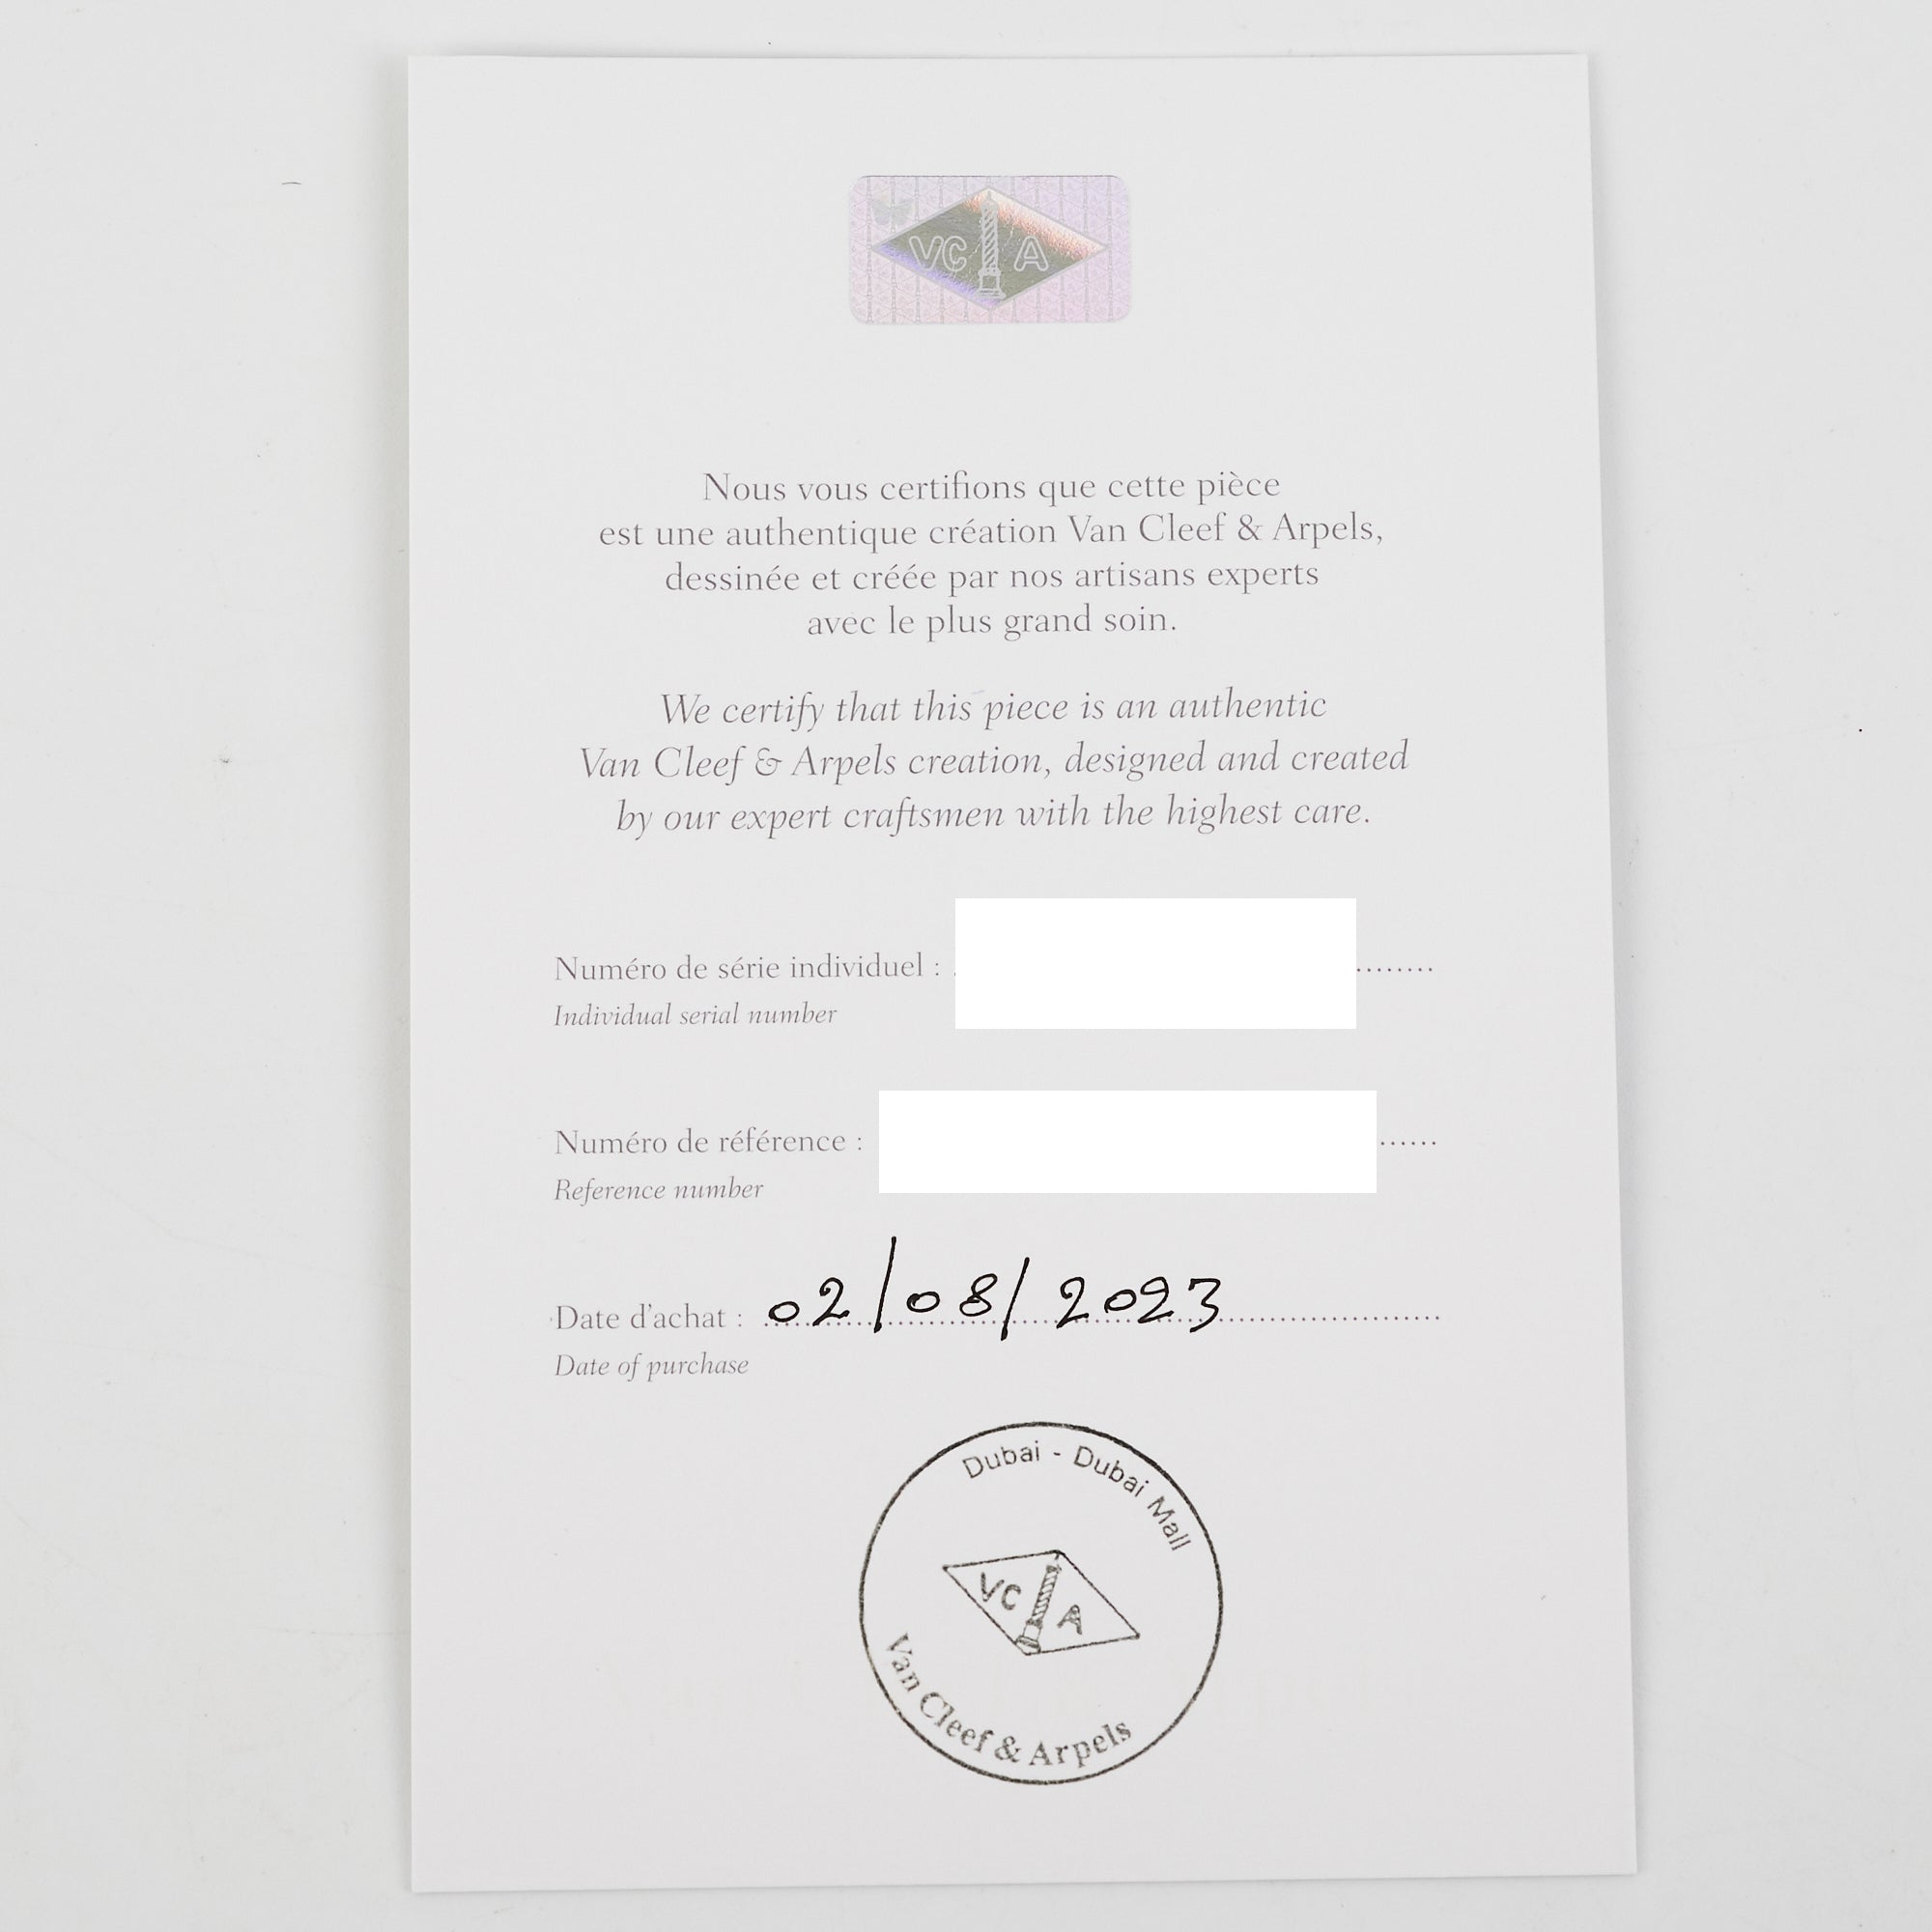 VC A
Nous vous certifions que cette pièce
est une authentique création Van Cleef & Arpels,
dessinée et créée par nos artisans experts
avec le plus grand soin.
We certify that this piece is an authentic
Van Cleef & Arpels creation, designed and created
by our expert craftsmen with the highest care.
Numéro de série individuel :
Individual serial number
Numéro de référence :
Reference number
Date d'achat : 02/08/2023
Date of purchase
Dubai - Dubai Mall
VC A
Van Cleef & Arpels